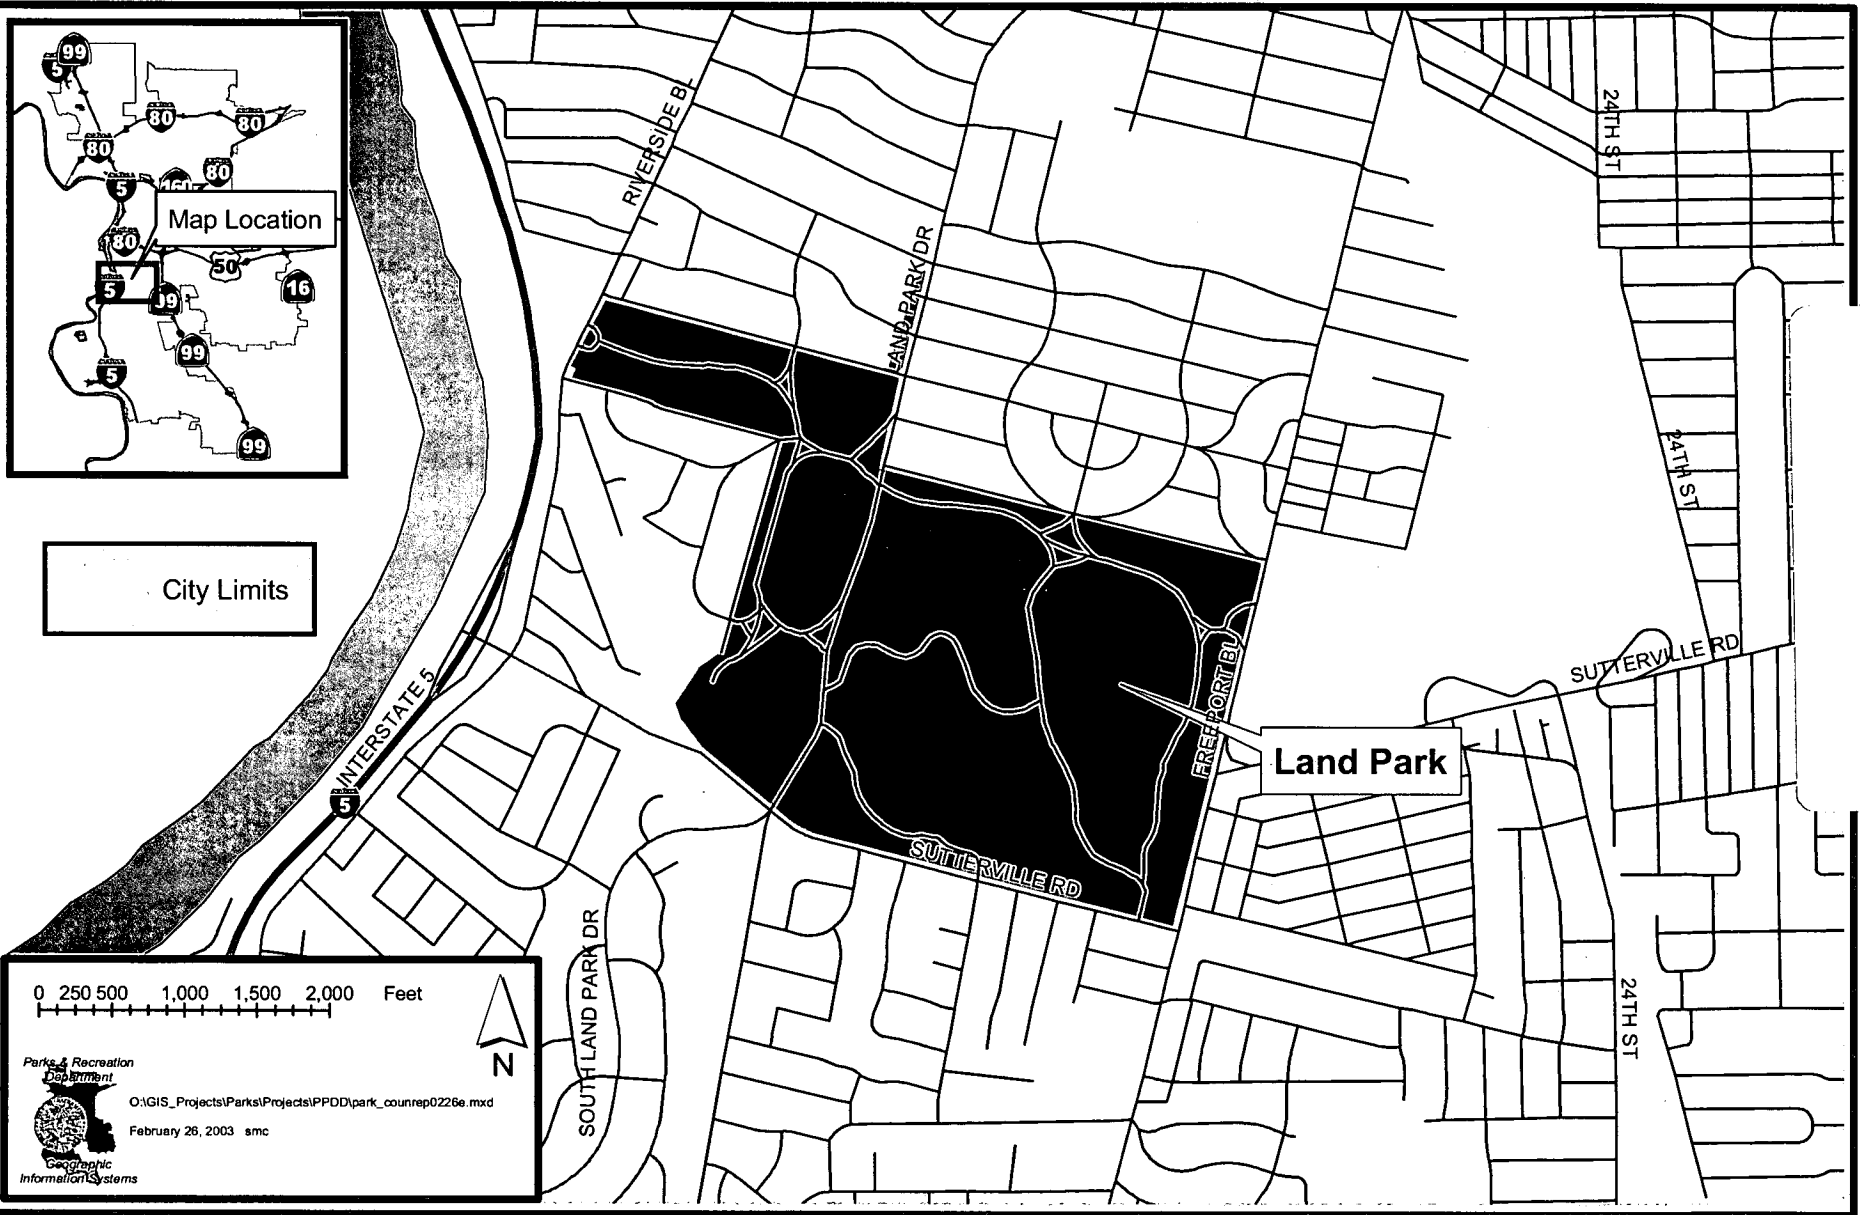 99
5
80
80
80
80
5
160
Map Location
80
50
5
99
16
99
5
99
City Limits
RIVERSIDE BL
LAND PARK DR
24TH ST
24TH ST
SUTTERVILLE RD
INTERSTATE 5
5
FREEPORT BL
Land Park
SUTTERVILLE RD
SOUTH LAND PARK DR
24TH ST
0 250 500 1,000 1,500 2,000 Feet
N
Parks & Recreation
Department
O:\GIS_Projects\Parks\Projects\PPDD\park_counrep0226e.mxd
February 26, 2003 smc
Geographic
Information Systems